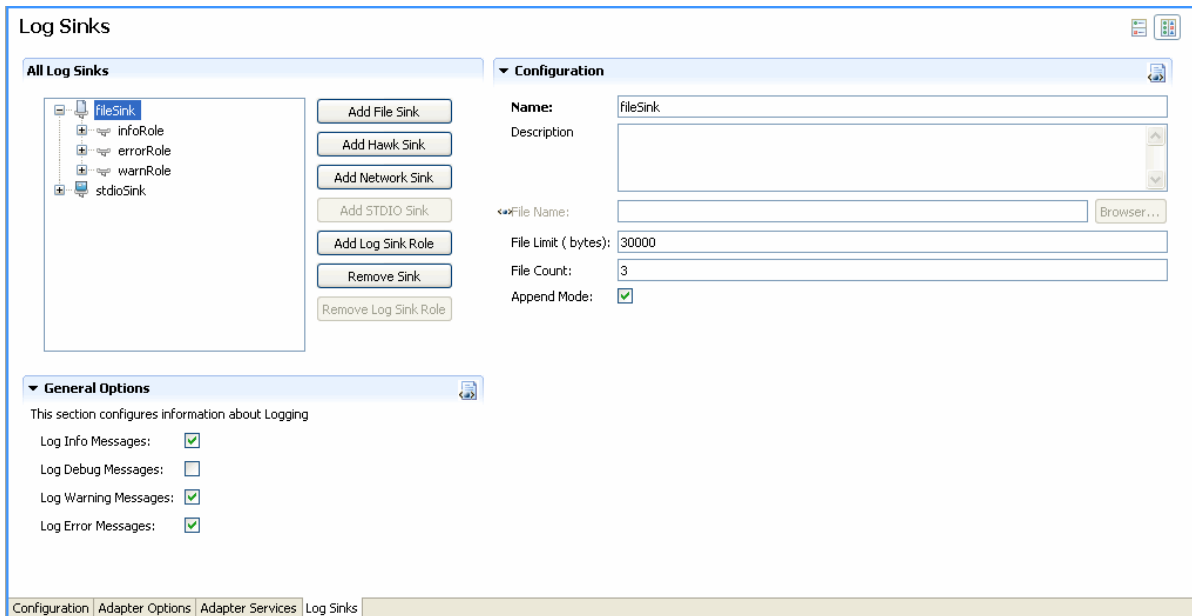 Log Sinks
All Log Sinks
fileSink
infoRole
errorRole
warnRole
stdioSink
Add File Sink
Add Hawk Sink
Add Network Sink
Add STDIO Sink
Add Log Sink Role
Remove Sink
Remove Log Sink Role
Configuration
Name: fileSink
Description
File Name: Browser...
File Limit ( bytes): 30000
File Count: 3
Append Mode:
General Options
This section configures information about Logging
Log Info Messages:
Log Debug Messages:
Log Warning Messages:
Log Error Messages:
Configuration Adapter Options Adapter Services Log Sinks